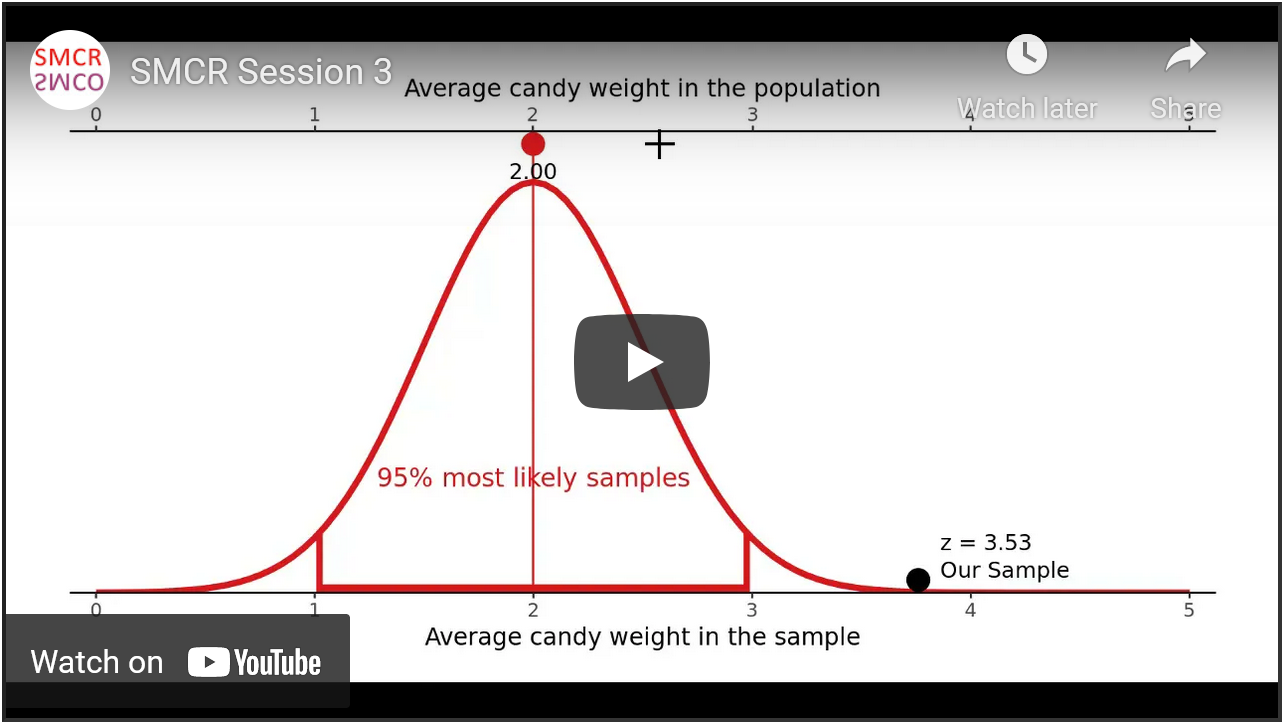 SMCR
SMCO
SMCR Session 3
Watch later
Share
Average candy weight in the population
0 1 2 3 4 5
2.00
95% most likely samples
z = 3.53
Our Sample
0 1 2 3 4 5
Average candy weight in the sample
Watch on YouTube